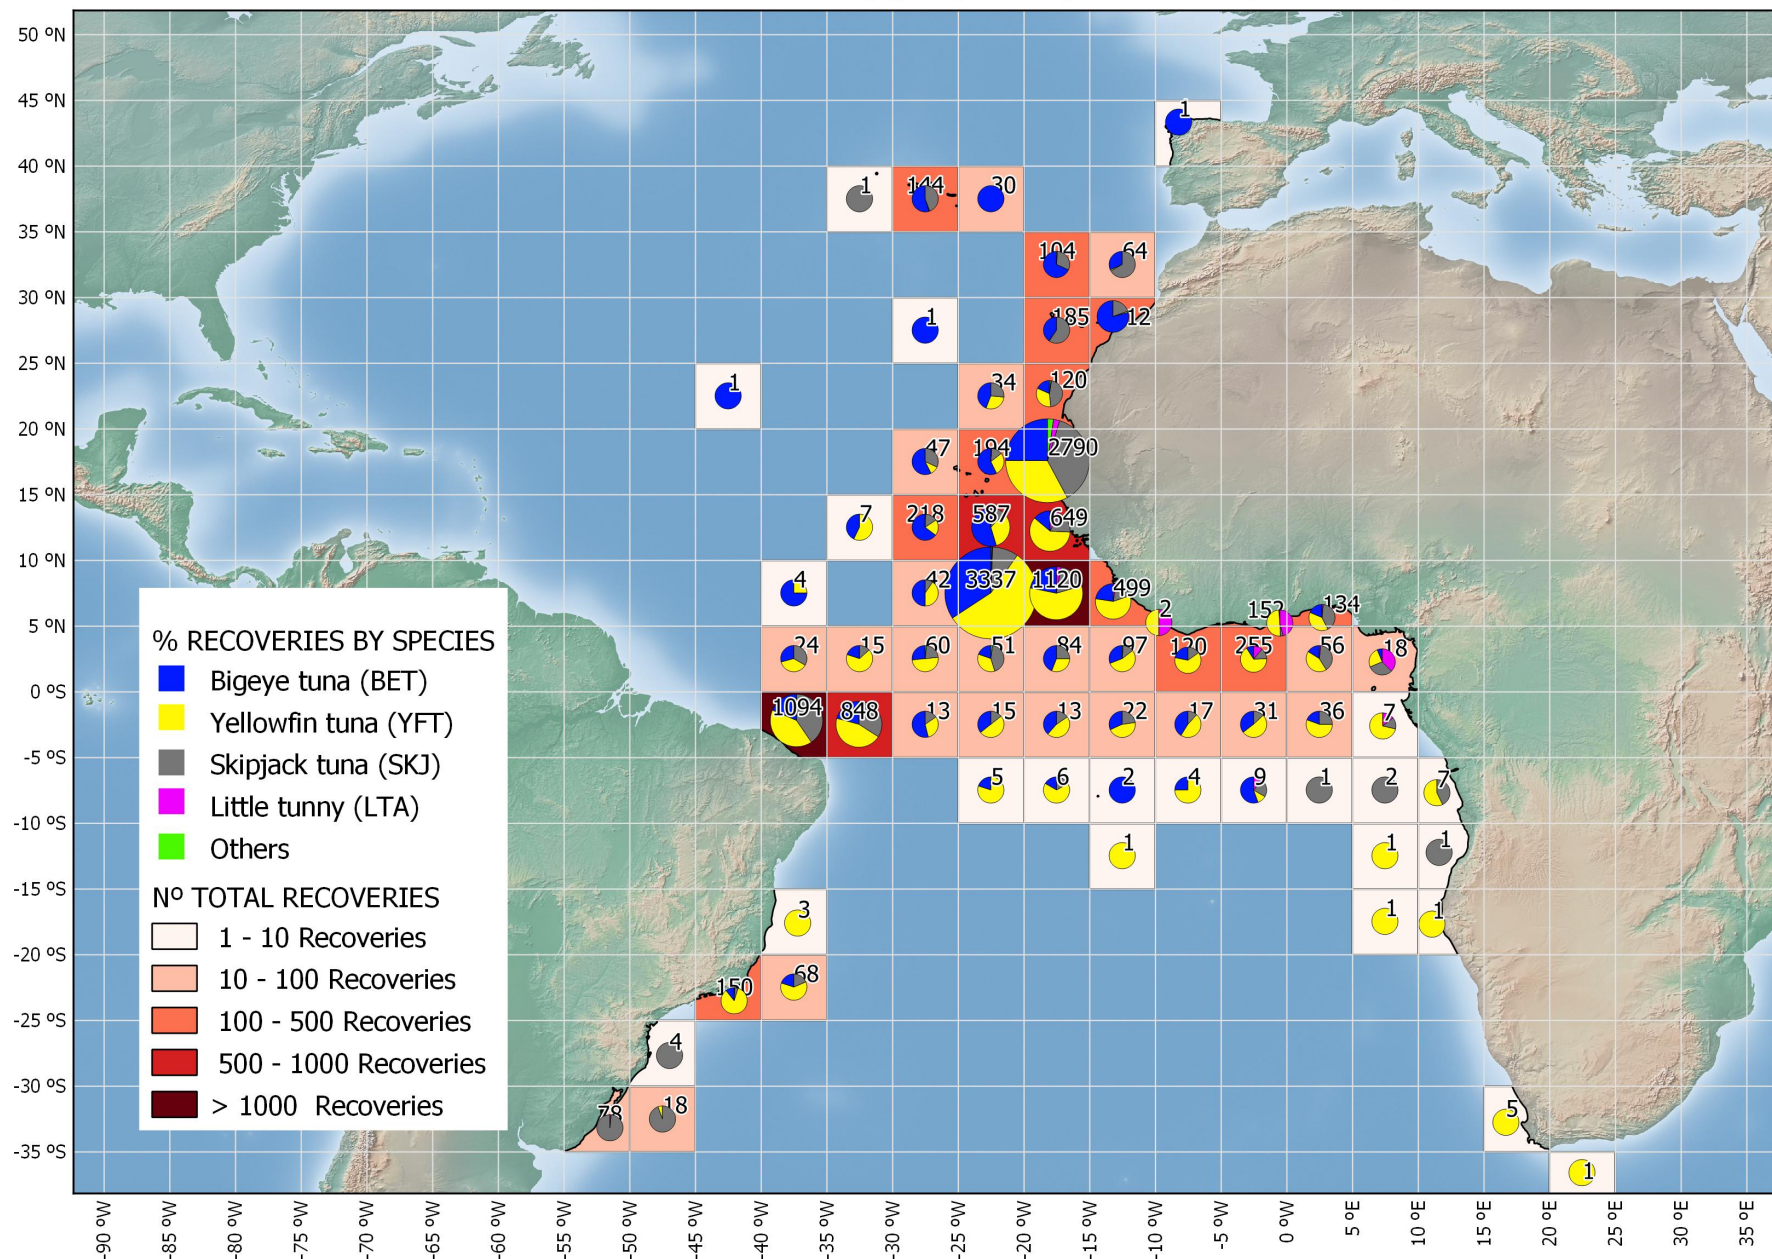 50 ºN
45 ºN
40 ºN
35 ºN
30 ºN
25 ºN
20 ºN
15 ºN
10 ºN
5 ºN
0 ºN
-5 ºS
-10 ºS
-15 ºS
-20 ºS
-25 ºS
-30 ºS
-35 ºS
1
1 144 30
104 64
1 185 12
1 34 120
47 194 2790
7 218 587 649
4 42 3337 1120 499 2 152 134
24 15 60 51 84 97 120 255 56 18
1094 848 13 15 13 22 17 31 36 7
5 6 2 4 9 1 2 7
1 1 1
3 1 1
150 68
4
78 18 5
1
% RECOVERIES BY SPECIES
Bigeye tuna (BET)
Yellowfin tuna (YFT)
Skipjack tuna (SKJ)
Little tunny (LTA)
Others
Nº TOTAL RECOVERIES
1 - 10 Recoveries
10 - 100 Recoveries
100 - 500 Recoveries
500 - 1000 Recoveries
> 1000 Recoveries
-90 ºW
-85 ºW
-80 ºW
-75 ºW
-70 ºW
-65 ºW
-60 ºW
-55 ºW
-50 ºW
-45 ºW
-40 ºW
-35 ºW
-30 ºW
-25 ºW
-20 ºW
-15 ºW
-10 ºW
-5 ºW
0 ºW
5 ºE
10 ºE
15 ºE
20 ºE
25 ºE
30 ºE
35 ºE